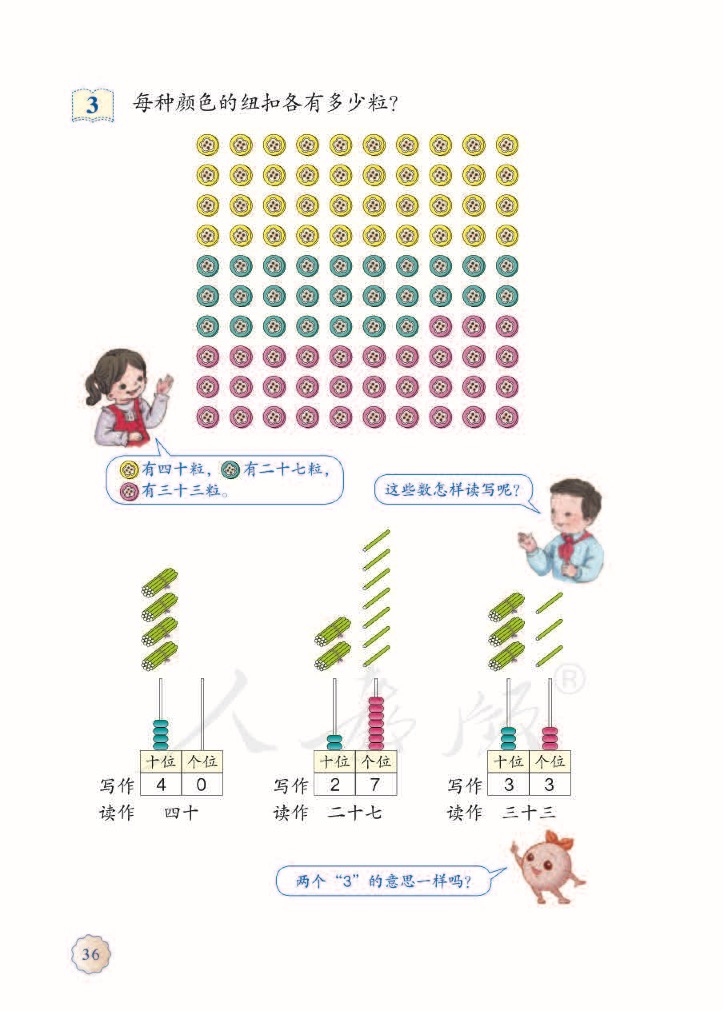 3 每种颜色的纽扣各有多少粒？
有四十粒，有二十七粒，
有三十三粒。
这些数怎样读写呢？
人教版®
十位 个位 十位 个位 十位 个位
写作 4 0 写作 2 7 写作 3 3
读作 四十 读作 二十七 读作 三十三
两个“3”的意思一样吗？
36